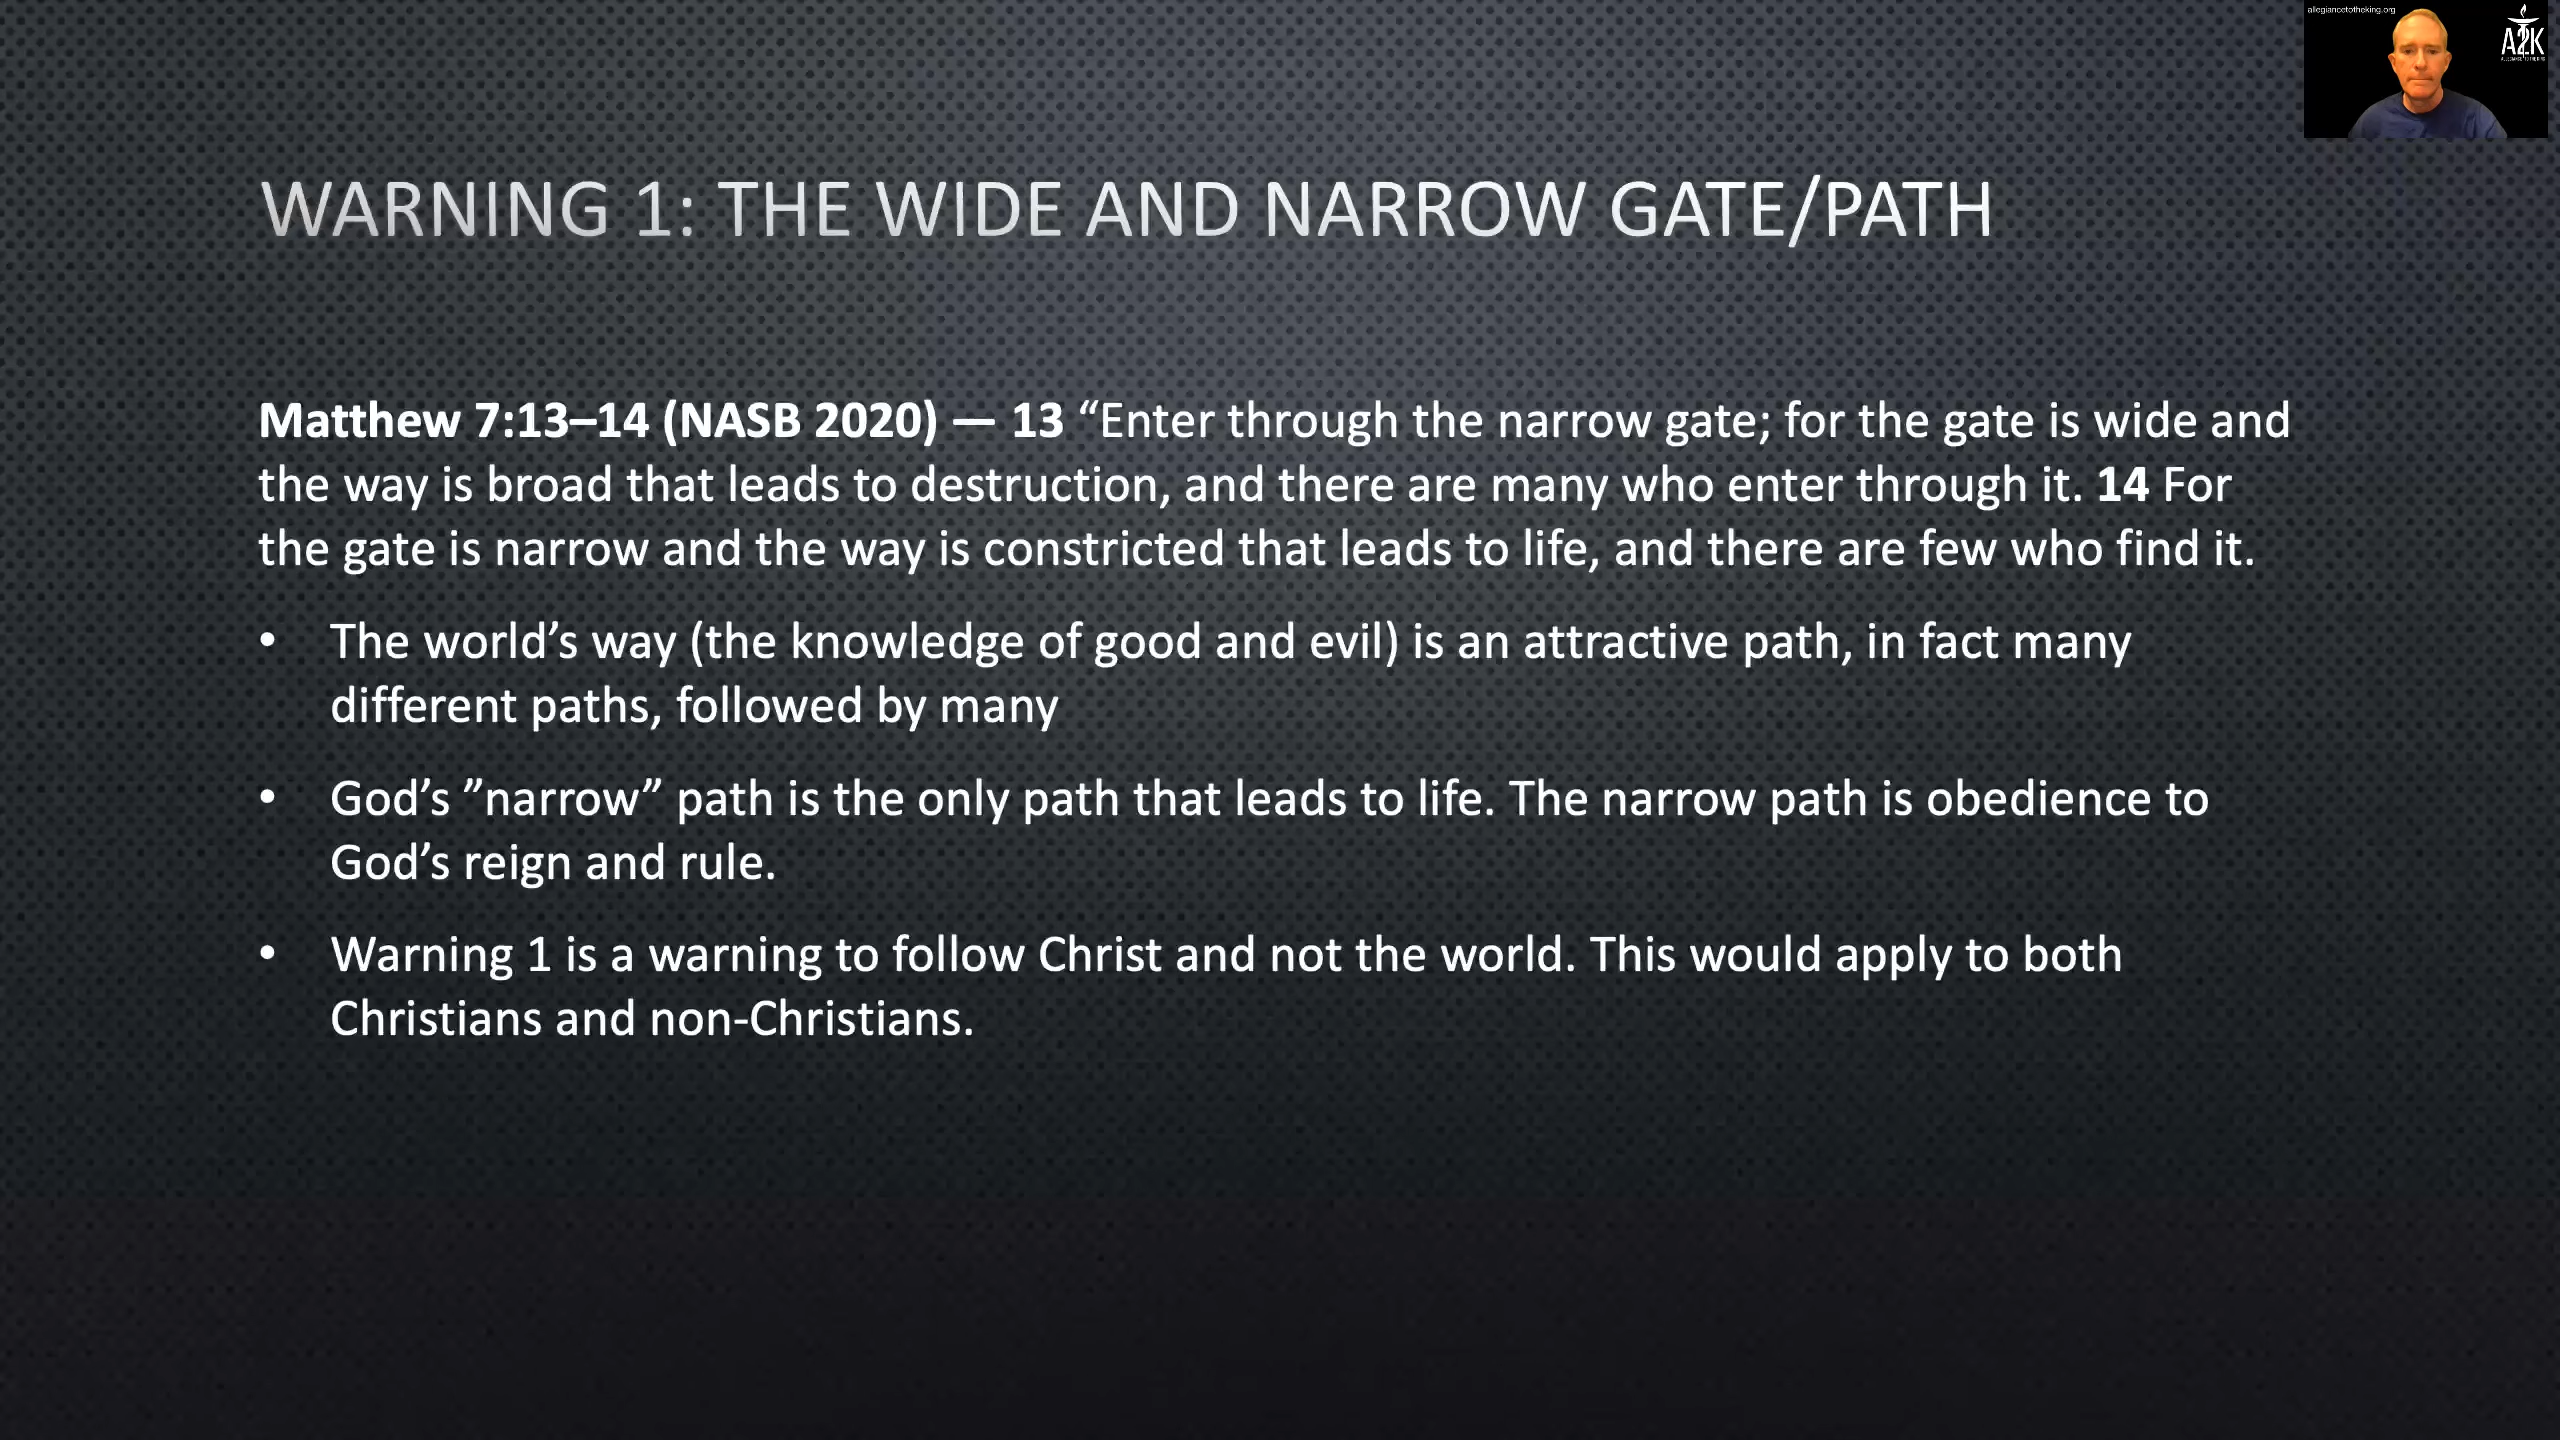 allegiancetotheking.org
A2K
WARNING 1: THE WIDE AND NARROW GATE/PATH
Matthew 7:13–14 (NASB 2020) — 13 “Enter through the narrow gate; for the gate is wide and
the way is broad that leads to destruction, and there are many who enter through it. 14 For
the gate is narrow and the way is constricted that leads to life, and there are few who find it.
• The world’s way (the knowledge of good and evil) is an attractive path, in fact many
different paths, followed by many
• God’s ”narrow” path is the only path that leads to life. The narrow path is obedience to
God’s reign and rule.
• Warning 1 is a warning to follow Christ and not the world. This would apply to both
Christians and non-Christians.